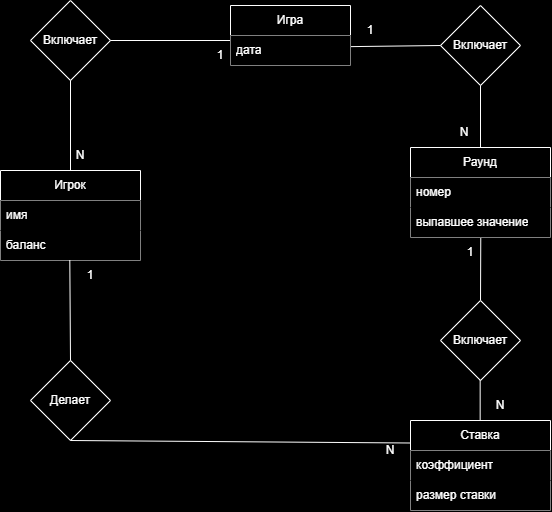 Включает
1
Игра
дата
1
Включает
N
N
Игрок
имя
баланс
Раунд
номер
выпавшее значение
1
1
Включает
Делает
N
N
Ставка
коэффициент
размер ставки